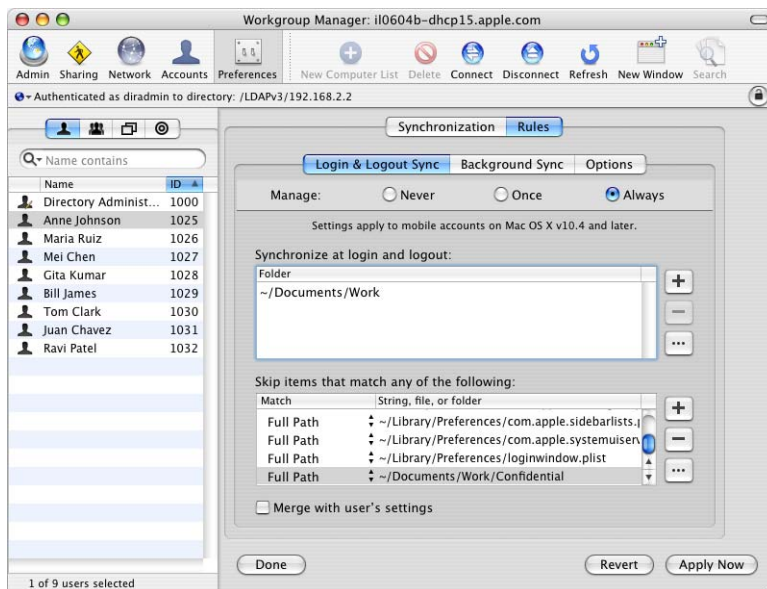 Workgroup Manager: il0604b-dhcp15.apple.com
Admin Sharing Network Accounts Preferences New Computer List Delete Connect Disconnect Refresh New Window Search
Authenticated as diradmin to directory: /LDAPv3/192.168.2.2
Synchronization Rules
Name contains
Login & Logout Sync Background Sync Options
Name ID
Directory Administ... 1000
Anne Johnson 1025
Maria Ruiz 1026
Mei Chen 1027
Gita Kumar 1028
Bill James 1029
Tom Clark 1030
Juan Chavez 1031
Ravi Patel 1032
Manage: Never Once Always
Settings apply to mobile accounts on Mac OS X v10.4 and later.
Synchronize at login and logout:
Folder
~/Documents/Work
Skip items that match any of the following:
Match String, file, or folder
Full Path ~/Library/Preferences/com.apple.sidebarlists.
Full Path ~/Library/Preferences/com.apple.systemuiser
Full Path ~/Library/Preferences/loginwindow.plist
Full Path ~/Documents/Work/Confidential
Merge with user's settings
Done Revert Apply Now
1 of 9 users selected